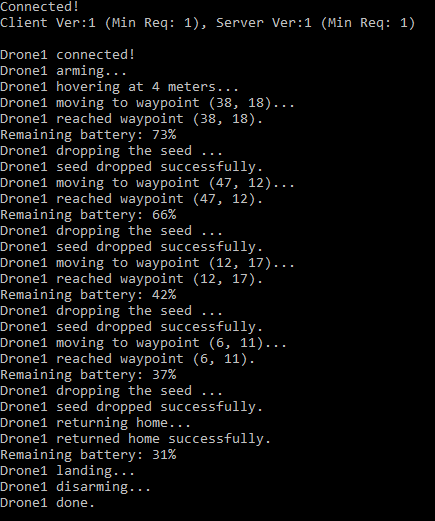 Connected!
Client Ver:1 (Min Req: 1), Server Ver:1 (Min Req: 1)
Drone1 connected!
Drone1 arming...
Drone1 hovering at 4 meters...
Drone1 moving to waypoint (38, 18)...
Drone1 reached waypoint (38, 18).
Remaining battery: 73%
Drone1 dropping the seed ...
Drone1 seed dropped successfully.
Drone1 moving to waypoint (47, 12)...
Drone1 reached waypoint (47, 12).
Remaining battery: 66%
Drone1 dropping the seed ...
Drone1 seed dropped successfully.
Drone1 moving to waypoint (12, 17)...
Drone1 reached waypoint (12, 17).
Remaining battery: 42%
Drone1 dropping the seed ...
Drone1 seed dropped successfully.
Drone1 moving to waypoint (6, 11)...
Drone1 reached waypoint (6, 11).
Remaining battery: 37%
Drone1 dropping the seed ...
Drone1 seed dropped successfully.
Drone1 returning home...
Drone1 returned home successfully.
Remaining battery: 31%
Drone1 landing...
Drone1 disarming...
Drone1 done.